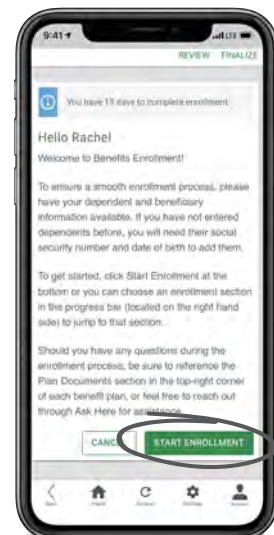 9:41 LTE
REVIEW FINALIZE
You have 19 days to complete enrollment
Hello Rachel
Welcome to Benefits Enrollment!
To ensure a smooth enrollment process, please
have your dependent and beneficiary
information available. If you have not entered
dependents before, you will need their social
security number and date of birth to add them.
To get started, click Start Enrollment at the
bottom or you can choose an enrollment section
in the progress bar (located on the right hand
side) to jump to that section.
Should you have any questions during the
enrollment process, be sure to reference the
Plan Documents section in the top-right corner
of each benefit plan, or feel free to reach out
through Ask Here for assistance.
CANC START ENROLLMENT